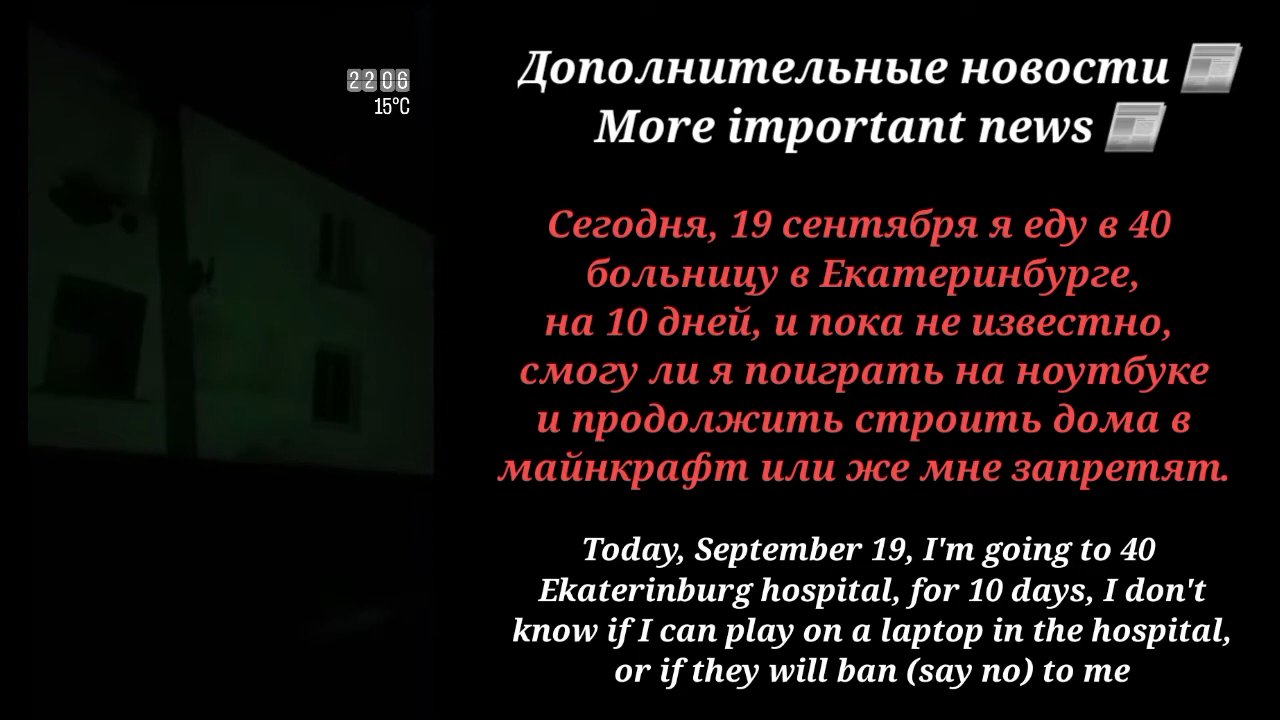 2206
15°C
Дополнительные новости 📰
More important news 📰
Сегодня, 19 сентября я еду в 40
больницу в Екатеринбурге,
на 10 дней, и пока не известно,
смогу ли я поиграть на ноутбуке
и продолжить строить дома в
майнкрафт или же мне запретят.
Today, September 19, I'm going to 40
Ekaterinburg hospital, for 10 days, I don't
know if I can play on a laptop in the hospital,
or if they will ban (say no) to me